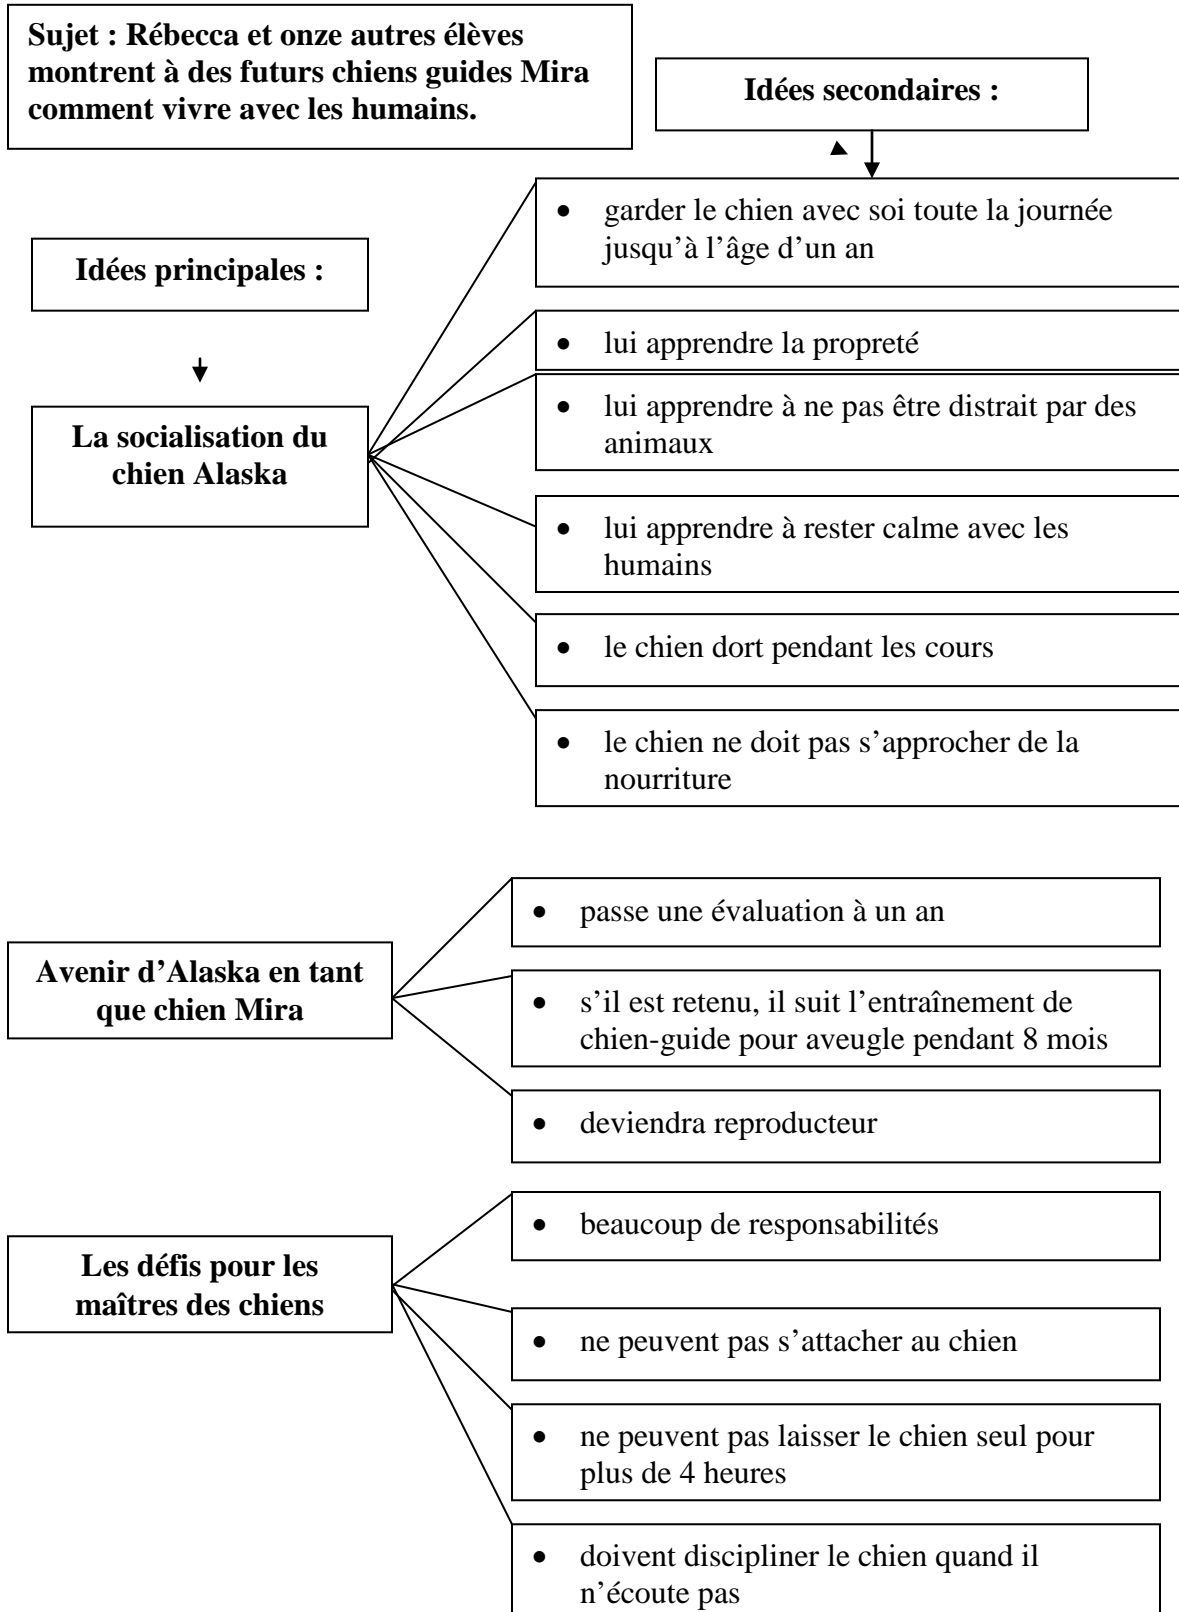 Sujet : Rébecca et onze autres élèves
montrent à des futurs chiens guides Mira
comment vivre avec les humains.
Idées secondaires :
Idées principales :
La socialisation du
chien Alaska
• garder le chien avec soi toute la journée
jusqu’à l’âge d’un an
• lui apprendre la propreté
• lui apprendre à ne pas être distrait par des
animaux
• lui apprendre à rester calme avec les
humains
• le chien dort pendant les cours
• le chien ne doit pas s’approcher de la
nourriture
Avenir d’Alaska en tant
que chien Mira
• passe une évaluation à un an
• s’il est retenu, il suit l’entraînement de
chien-guide pour aveugle pendant 8 mois
• deviendra reproducteur
Les défis pour les
maîtres des chiens
• beaucoup de responsabilités
• ne peuvent pas s’attacher au chien
• ne peuvent pas laisser le chien seul pour
plus de 4 heures
• doivent discipliner le chien quand il
n’écoute pas